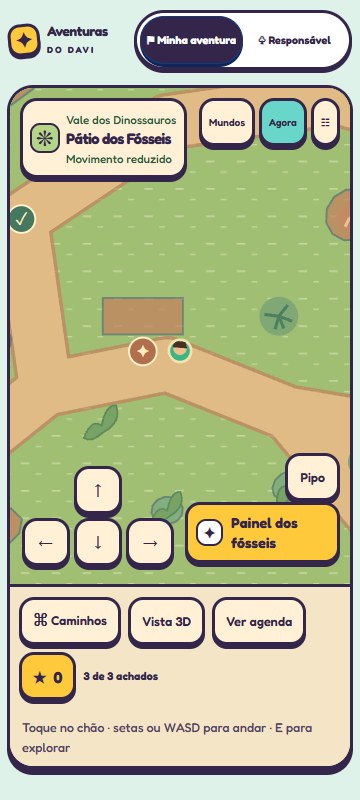 Aventuras
DO DAVI
Minha aventura
Responsável
Vale dos Dinossauros
Pátio dos Fósseis
Movimento reduzido
Mundos
Agora
Pipo
Painel dos
fósseis
Caminhos
Vista 3D
Ver agenda
★ 0
3 de 3 achados
Toque no chão · setas ou WASD para andar · E para
explorar